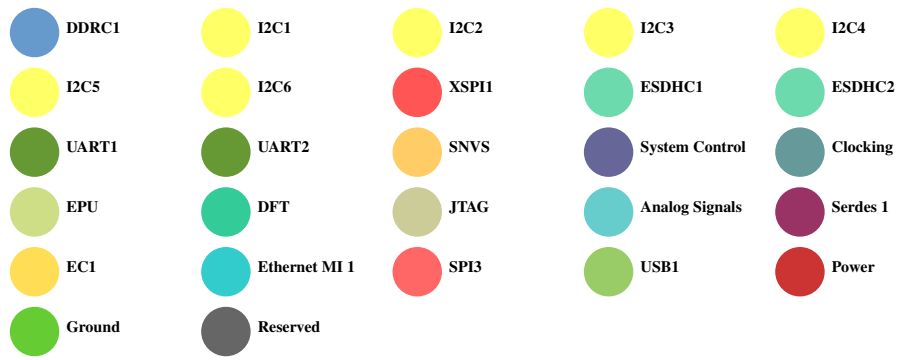 DDRC1 I2C1 I2C2 I2C3 I2C4
I2C5 I2C6 XSPI1 ESDHC1 ESDHC2
UART1 UART2 SNVS System Control Clocking
EPU DFT JTAG Analog Signals Serdes 1
EC1 Ethernet MI 1 SPI3 USB1 Power
Ground Reserved